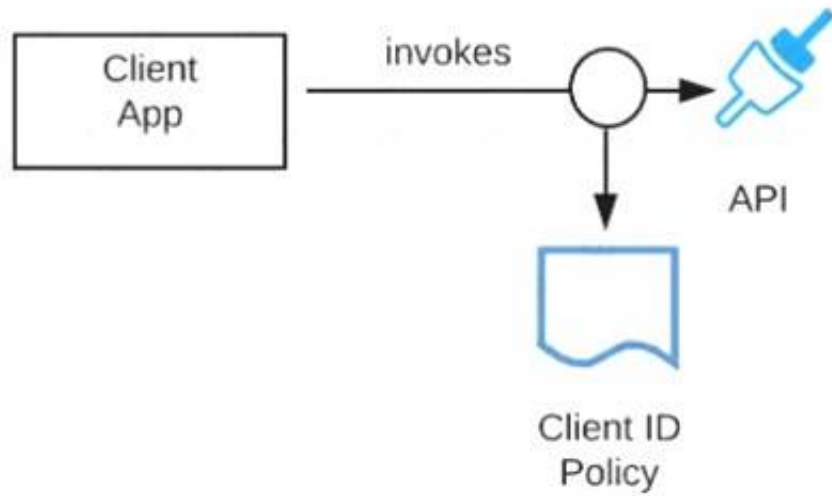 Client
App
invokes
API
Client ID
Policy